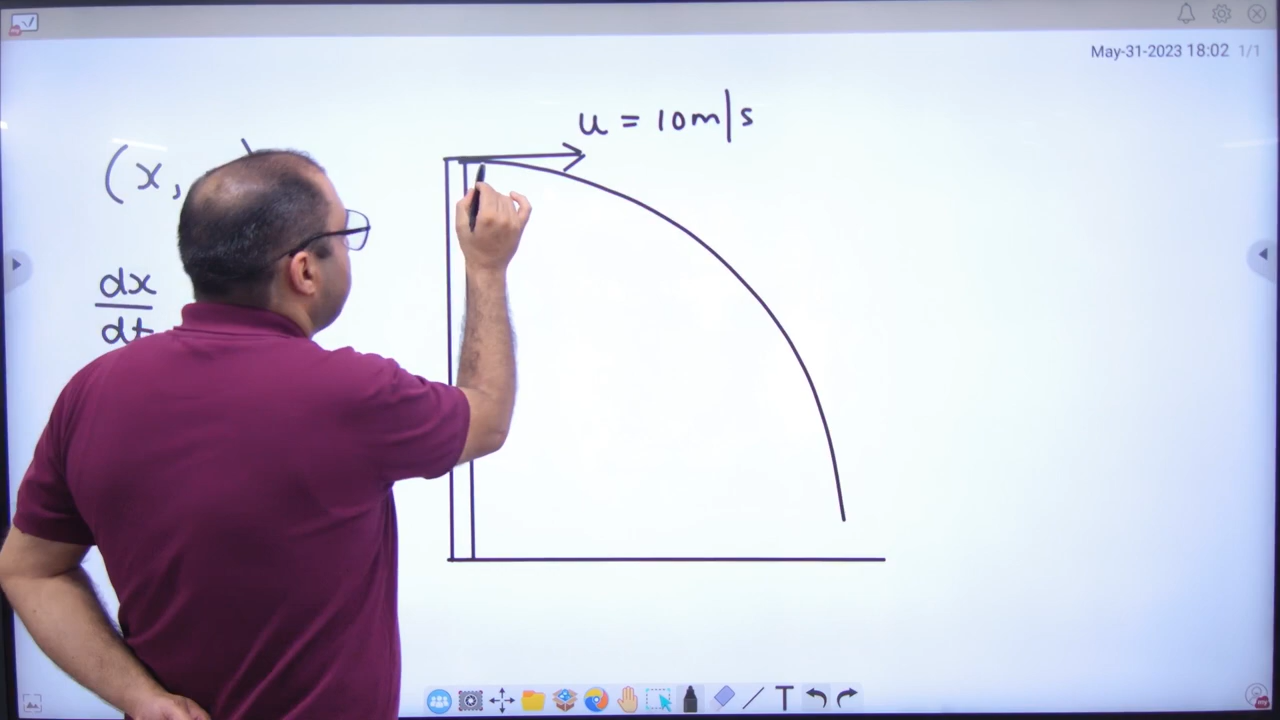 May-31-2023 18:02 1/1
u = 10m/s
(x,
dx
dt
T